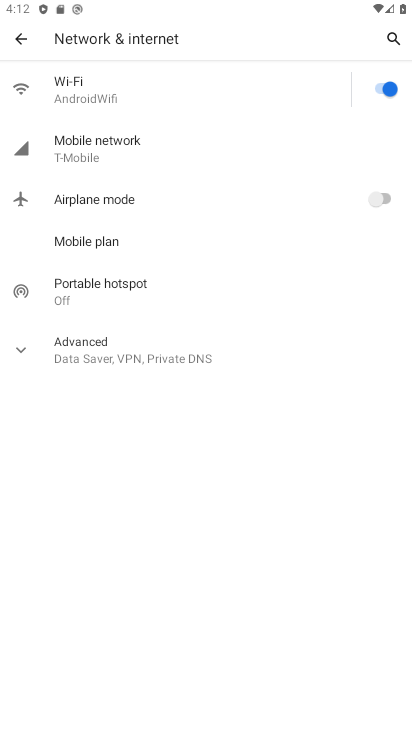 4:12
Network & internet
Wi-Fi
AndroidWifi
Mobile network
T-Mobile
Airplane mode
Mobile plan
Portable hotspot
Off
Advanced
Data Saver, VPN, Private DNS